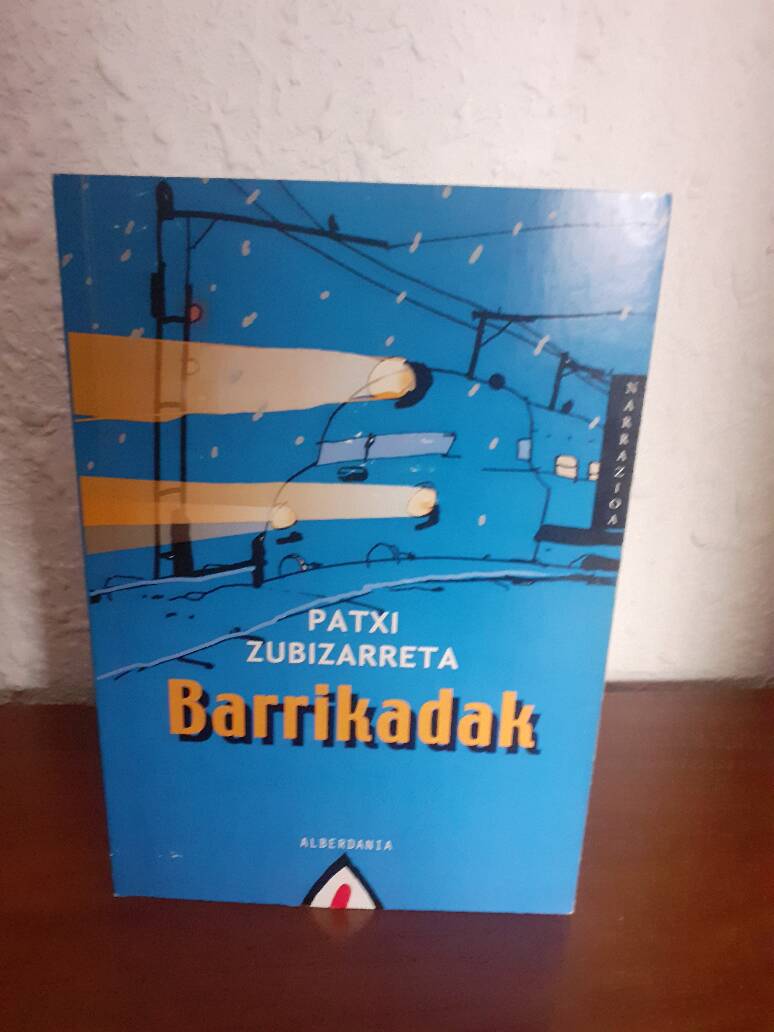 NARRAZIOA
PATXI
ZUBIZARRETA
Barrikadak
ALBERDANIA